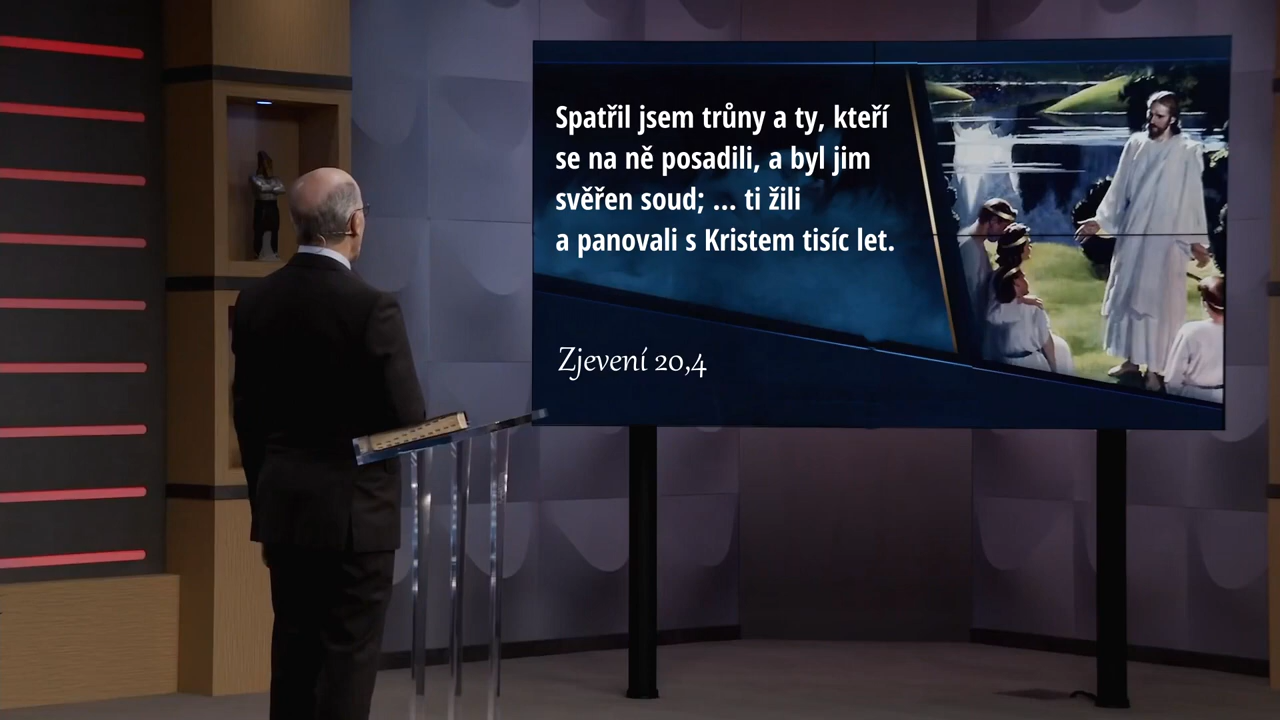 Spatřil jsem trůny a ty, kteří
se na ně posadili, a byl jim
svěřen soud; ... ti žili
a panovali s Kristem tisíc let.
Zjevení 20,4